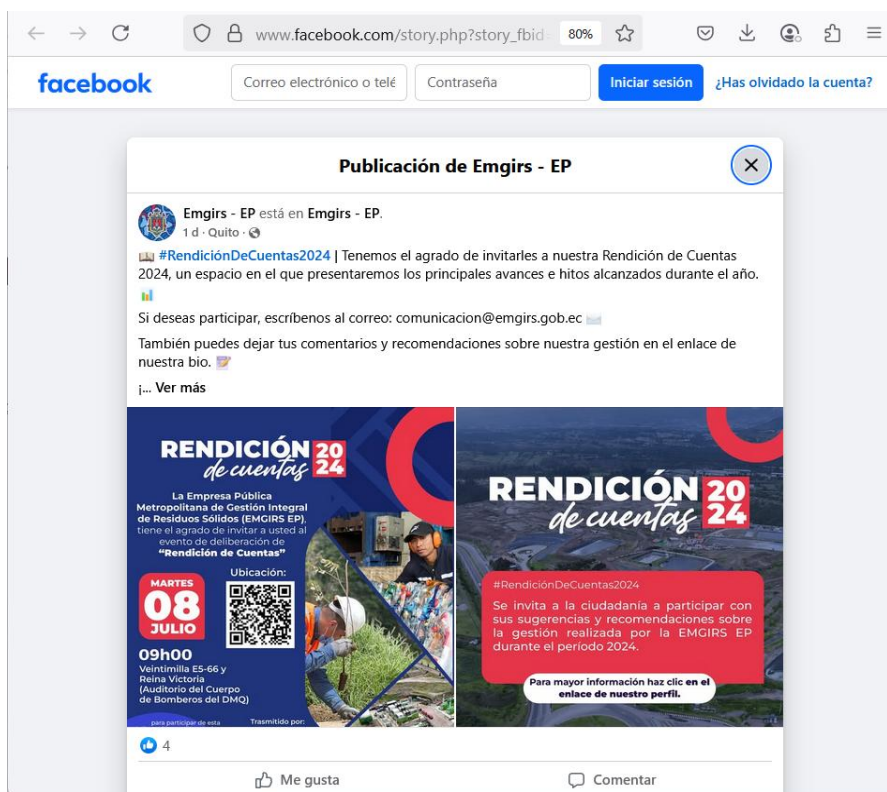 www.facebook.com/story.php?story_fbid=
80%
facebook
Correo electrónico o telé
Contraseña
Iniciar sesión
¿Has olvidado la cuenta?
Publicación de Emgirs - EP
Emgirs - EP está en Emgirs - EP.
1 d · Quito ·
#RendiciónDeCuentas2024 | Tenemos el agrado de invitarles a nuestra Rendición de Cuentas
2024, un espacio en el que presentaremos los principales avances e hitos alcanzados durante el año.
Si deseas participar, escríbenos al correo: comunicacion@emgirs.gob.ec
También puedes dejar tus comentarios y recomendaciones sobre nuestra gestión en el enlace de
nuestra bio.
¡... Ver más
RENDICIÓN 20
de cuentas 24
La Empresa Pública
Metropolitana de Gestión Integral
de Residuos Sólidos (EMGIRS EP),
tiene el agrado de invitar a usted al
evento de deliberación de
“Rendición de Cuentas”
MARTES
08
JULIO
Ubicación:
09h00
Veintimilla E5-66 y
Reina Victoria
(Auditorio del Cuerpo
de Bomberos del DMQ)
para participar de esta
Trasmitido por:
RENDICIÓN 20
de cuentas 24
#RendiciónDeCuentas2024
Se invita a la ciudadanía a participar con
sus sugerencias y recomendaciones sobre
la gestión realizada por la EMGIRS EP
durante el período 2024.
Para mayor información haz clic en el
enlace de nuestro perfil.
4
Me gusta
Comentar